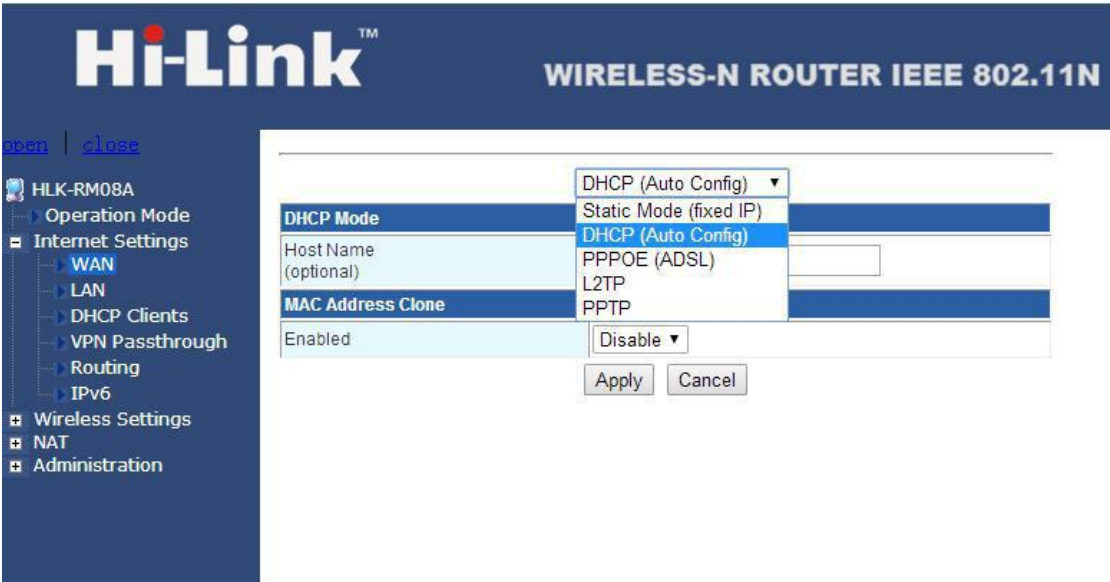 Hi-Link™
WIRELESS-N ROUTER IEEE 802.11N
open | close
HLK-RM08A
Operation Mode
Internet Settings
WAN
LAN
DHCP Clients
VPN Passthrough
Routing
IPv6
Wireless Settings
NAT
Administration
DHCP (Auto Config)
Static Mode (fixed IP)
DHCP (Auto Config)
PPPOE (ADSL)
L2TP
PPTP
DHCP Mode
Host Name
(optional)
MAC Address Clone
Enabled
Disable
Apply Cancel